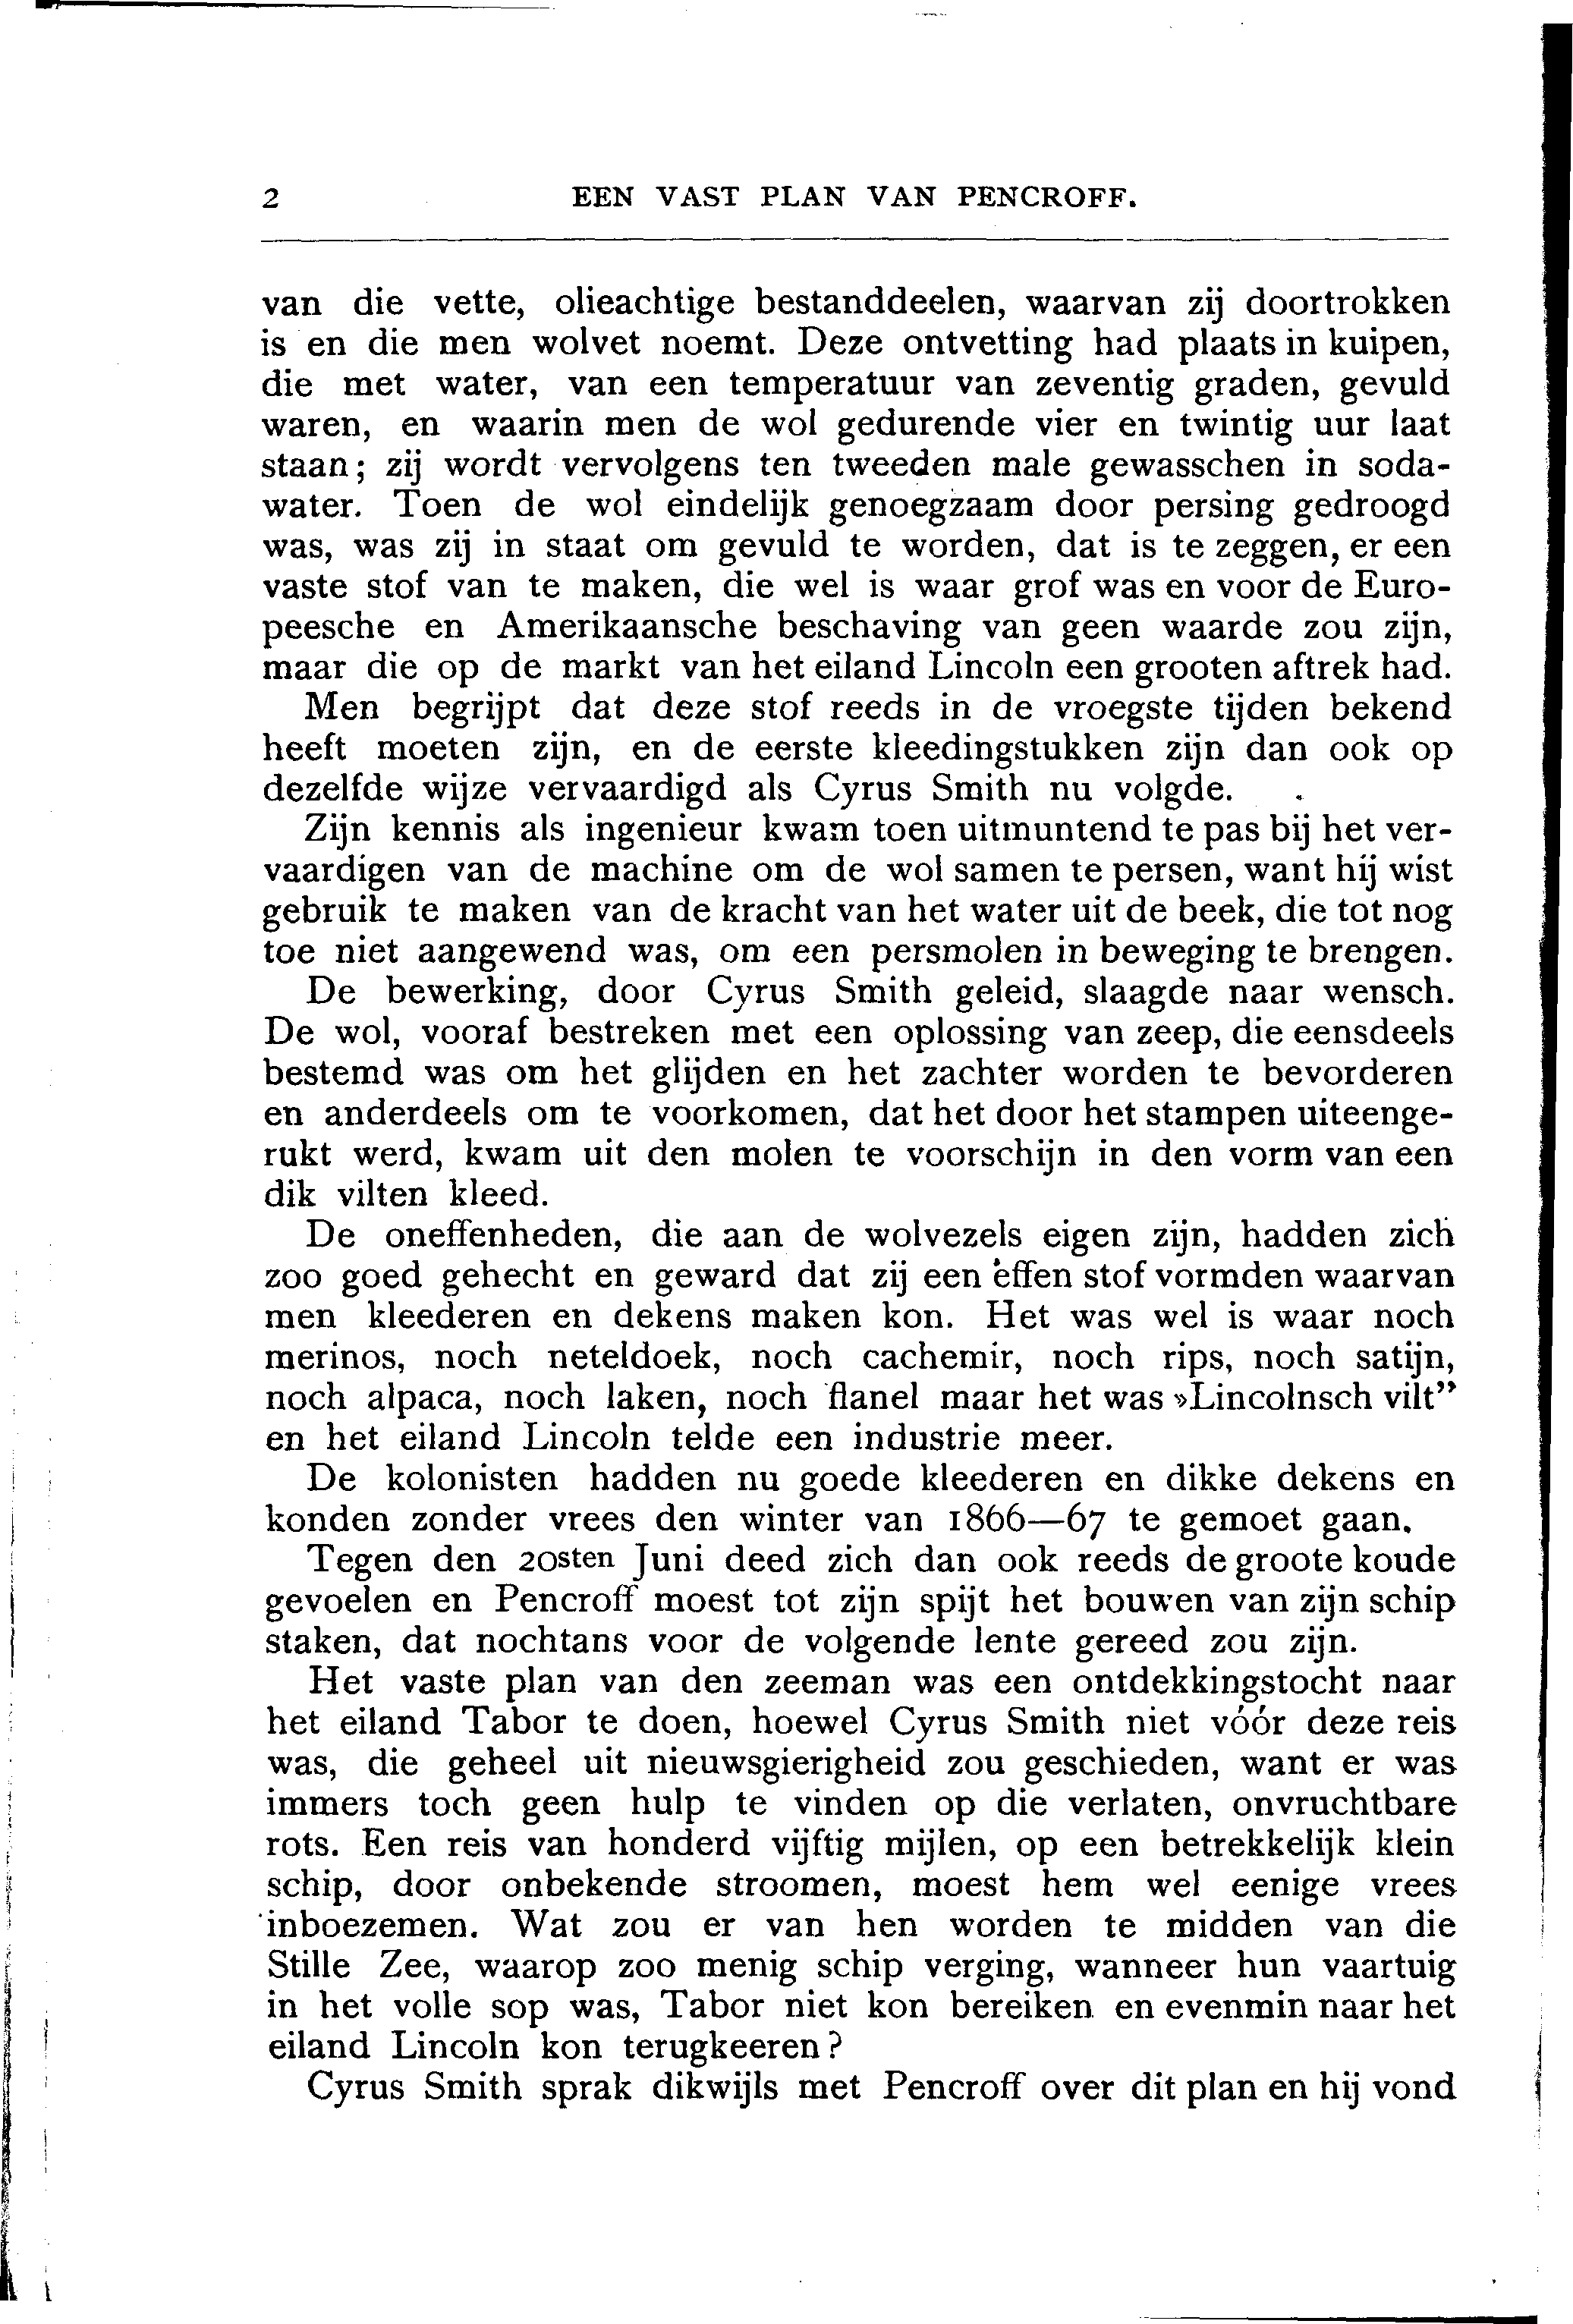 2 EEN VAST PLAN VAN PENCROFF.
van die vette, olieachtige bestanddeelen, waarvan zij doortrokken
is en die men wolvet noemt. Deze ontvetting had plaats in kuipen,
die met water, van een temperatuur van zeventig graden, gevuld
waren, en waarin men de wol gedurende vier en twintig uur laat
staan; zij wordt vervolgens ten tweeden male gewasschen in soda-
water. Toen de wol eindelijk genoegzaam door persing gedroogd
was, was zij in staat om gevuld te worden, dat is te zeggen, er een
vaste stof van te maken, die wel is waar grof was en voor de Euro-
peesche en Amerikaansche beschaving van geen waarde zou zijn,
maar die op de markt van het eiland Lincoln een grooten aftrek had.
Men begrijpt dat deze stof reeds in de vroegste tijden bekend
heeft moeten zijn, en de eerste kleedingstukken zijn dan ook op
dezelfde wijze vervaardigd als Cyrus Smith nu volgde.
Zijn kennis als ingenieur kwam toen uitmuntend te pas bij het ver-
vaardigen van de machine om de wol samen te persen, want hij wist
gebruik te maken van de kracht van het water uit de beek, die tot nog
toe niet aangewend was, om een persmolen in beweging te brengen.
De bewerking, door Cyrus Smith geleid, slaagde naar wensch.
De wol, vooraf bestreken met een oplossing van zeep, die eensdeels
bestemd was om het glijden en het zachter worden te bevorderen
en anderdeels om te voorkomen, dat het door het stampen uiteenge-
rukt werd, kwam uit den molen te voorschijn in den vorm van een
dik vilten kleed.
De oneffenheden, die aan de wolvezels eigen zijn, hadden zich
zoo goed gehecht en geward dat zij een effen stof vormden waarvan
men kleederen en dekens maken kon. Het was wel is waar noch
merinos, noch neteldoek, noch cachemir, noch rips, noch satijn,
noch alpaca, noch laken, noch flanel maar het was »Lincolnsch vilt”
en het eiland Lincoln telde een industrie meer.
De kolonisten hadden nu goede kleederen en dikke dekens en
konden zonder vrees den winter van 1866—67 te gemoet gaan.
Tegen den 20sten Juni deed zich dan ook reeds de groote koude
gevoelen en Pencroff moest tot zijn spijt het bouwen van zijn schip
staken, dat nochtans voor de volgende lente gereed zou zijn.
Het vaste plan van den zeeman was een ontdekkingstocht naar
het eiland Tabor te doen, hoewel Cyrus Smith niet vóór deze reis
was, die geheel uit nieuwsgierigheid zou geschieden, want er was
immers toch geen hulp te vinden op die verlaten, onvruchtbare
rots. Een reis van honderd vijftig mijlen, op een betrekkelijk klein
schip, door onbekende stroomen, moest hem wel eenige vrees
inboezemen. Wat zou er van hen worden te midden van die
Stille Zee, waarop zoo menig schip verging, wanneer hun vaartuig
in het volle sop was, Tabor niet kon bereiken en evenmin naar het
eiland Lincoln kon terugkeeren?
Cyrus Smith sprak dikwijls met Pencroff over dit plan en hij vond